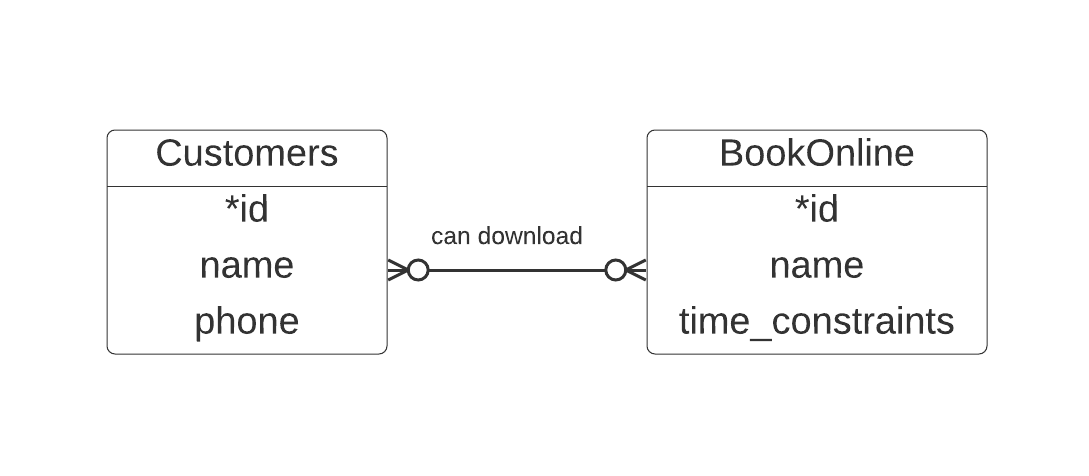 Customers
*id
name
phone
can download
BookOnline
*id
name
time_constraints